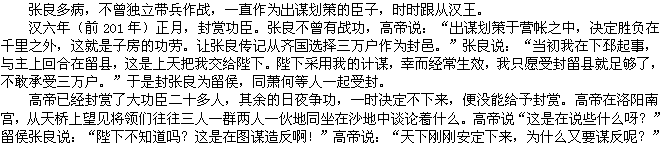 张良多病，不曾独立带兵作战，一直作为出谋划策的臣子，时时跟从汉王。
汉六年（前201年）正月，封赏功臣。张良不曾有战功，高帝说：“出谋划策于营帐之中，决定胜负在
千里之外，这就是子房的功劳。让张良传记从齐国选择三万户作为封邑。”张良说：“当初我在下邳起事，
与主上回合在留县，这是上天把我交给陛下。陛下采用我的计谋，幸而经常生效，我只愿受封留县就足够了，
不敢承受三万户。”于是封张良为留侯，同萧何等人一起受封。
高帝已经封赏了大功臣二十多人，其余的日夜争功，一时决定不下来，便没能给予封赏。高帝在洛阳南
宫，从天桥上望见将领们往往三人一群两人一伙地同坐在沙地中谈论着什么。高帝说“这是在说些什么呀？”
留侯张良说：“陛下不知道吗？这是在图谋造反啊！”高帝说：“天下刚刚安定下来，为什么又要谋反呢？”